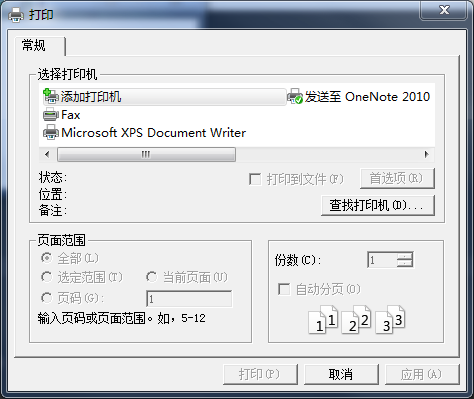 打印
常规
选择打印机
添加打印机
发送至 OneNote 2010
Fax
Microsoft XPS Document Writer
状态:
打印到文件(F)
首选项(R)
位置:
备注:
查找打印机(D)...
页面范围
全部(L)
选定范围(T)
当前页面(U)
页码(G):
1
输入页码或页面范围。如，5-12
份数(C):
1
自动分页(O)
1 1 2 2 3 3
打印(P)
取消
应用(A)